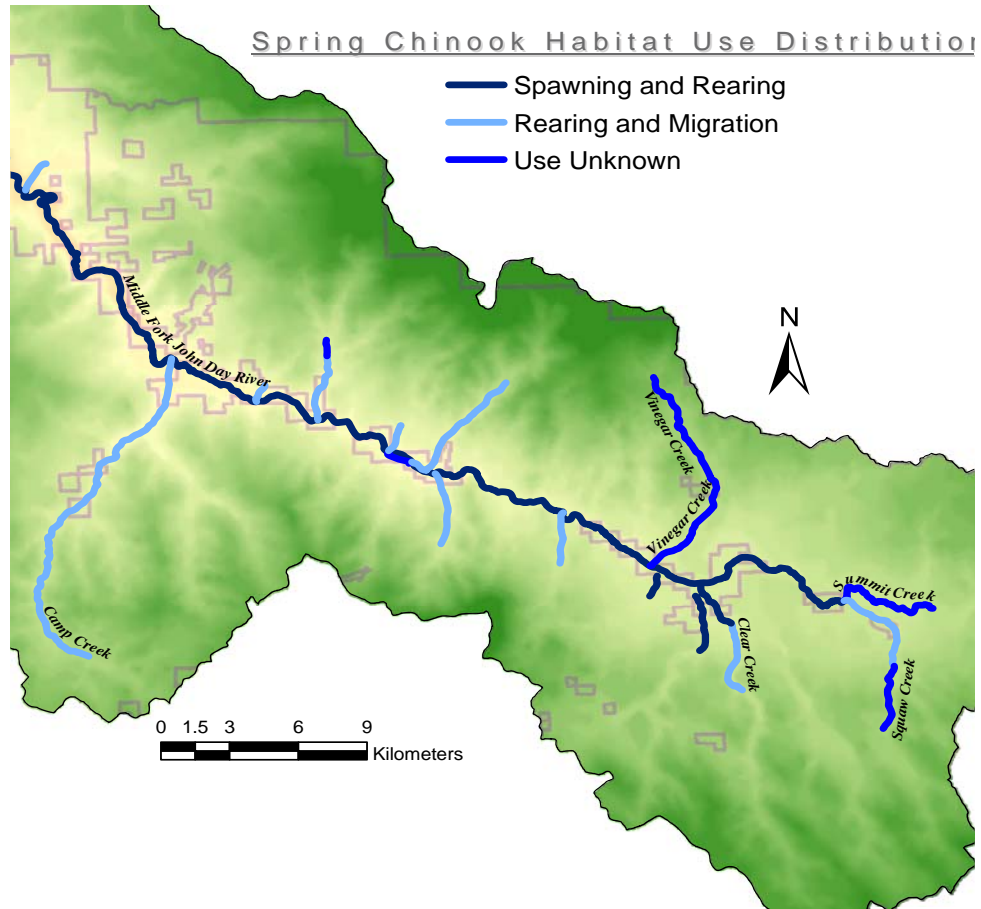 Spring Chinook Habitat Use Distribution
Spawning and Rearing
Rearing and Migration
Use Unknown
Middle Fork John Day River
N
Vinegar Creek
Vinegar Creek
Summit Creek
Camp Creek
Clear Creek
Squaw Creek
0 1.5 3 6 9
Kilometers